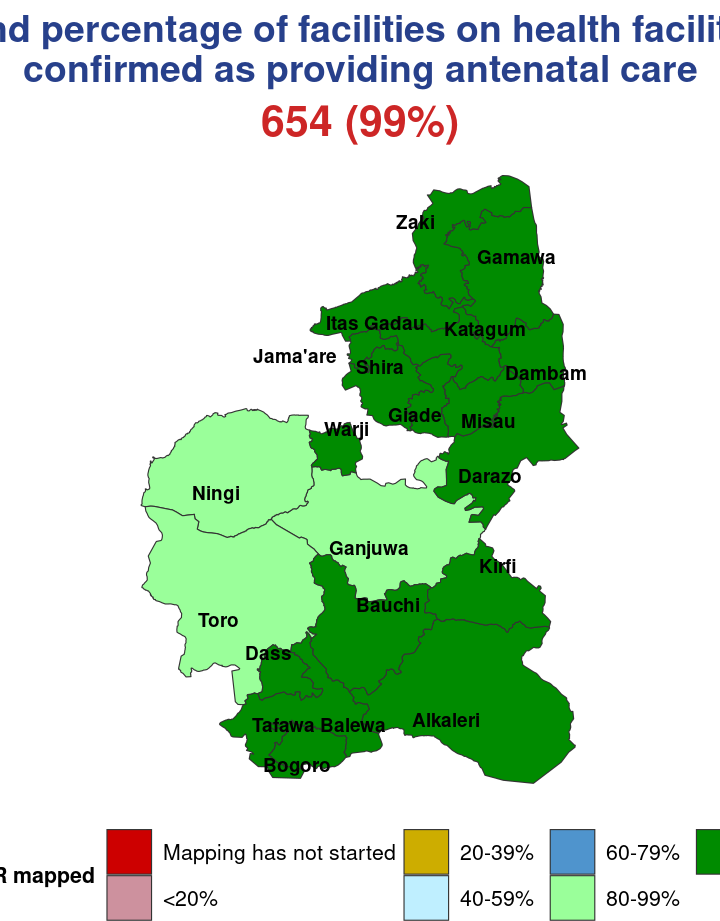 percentage of facilities on health
confirmed as providing antenatal care
654 (99%)
Zaki
Gamawa
Itas Gadau
Katagum
Jama'are
Shira
Dambam
Giade
Misau
Warji
Darazo
Ningi
Ganjuwa
Kirfi
Bauchi
Toro
Dass
Alkaleri
Tafawa Balewa
Bogoro
Mapping has not started
20-39%
60-79%
mapped
<20%
40-59%
80-99%